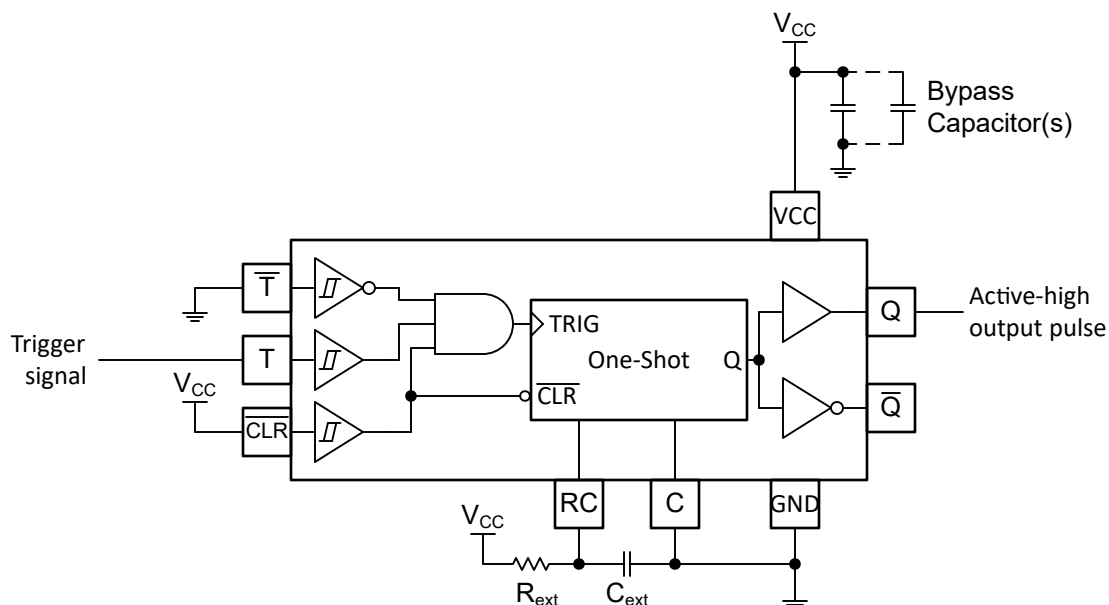 VCC
Bypass
Capacitor(s)
VCC
T
Trigger
signal
T
VCC
CLR
TRIG
One-Shot
Q
CLR
Q
Active-high
output pulse
Q
RC
C
GND
VCC
Rext
Cext